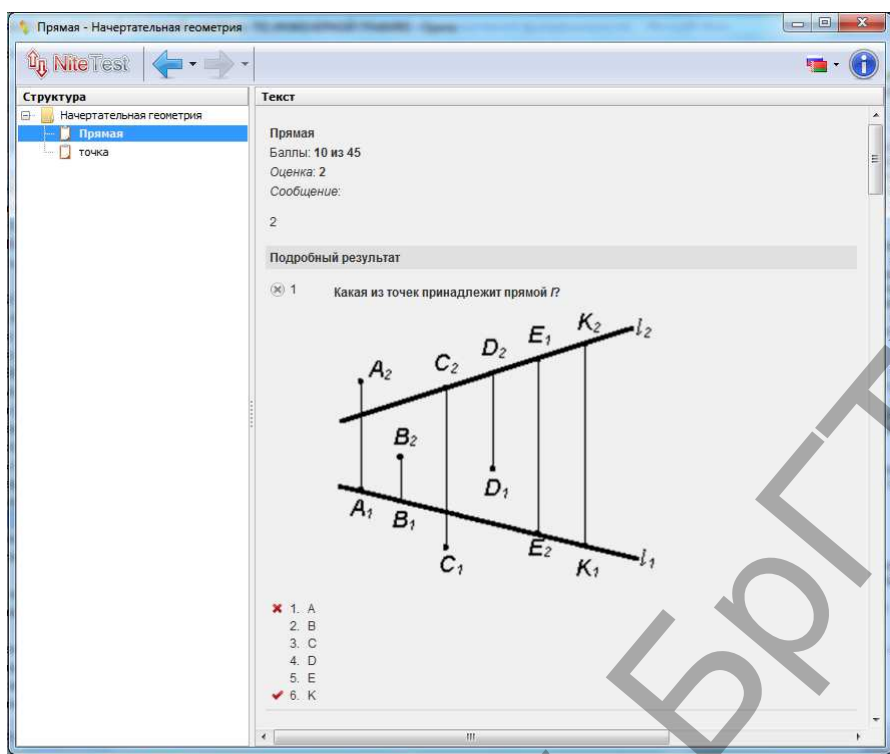 Прямая - Начертательная геометрия
NiteTest
Структура
Начертательная геометрия
Прямая
точка
Текст
Прямая
Баллы: 10 из 45
Оценка: 2
Сообщение:
2
Подробный результат
1 Какая из точек принадлежит прямой l?
A2 C2 D2 E1 K2 l2
B2
D1
A1 B1 C1 E2 K1 l1
1. A
2. B
3. C
4. D
5. E
6. K
БрГТ